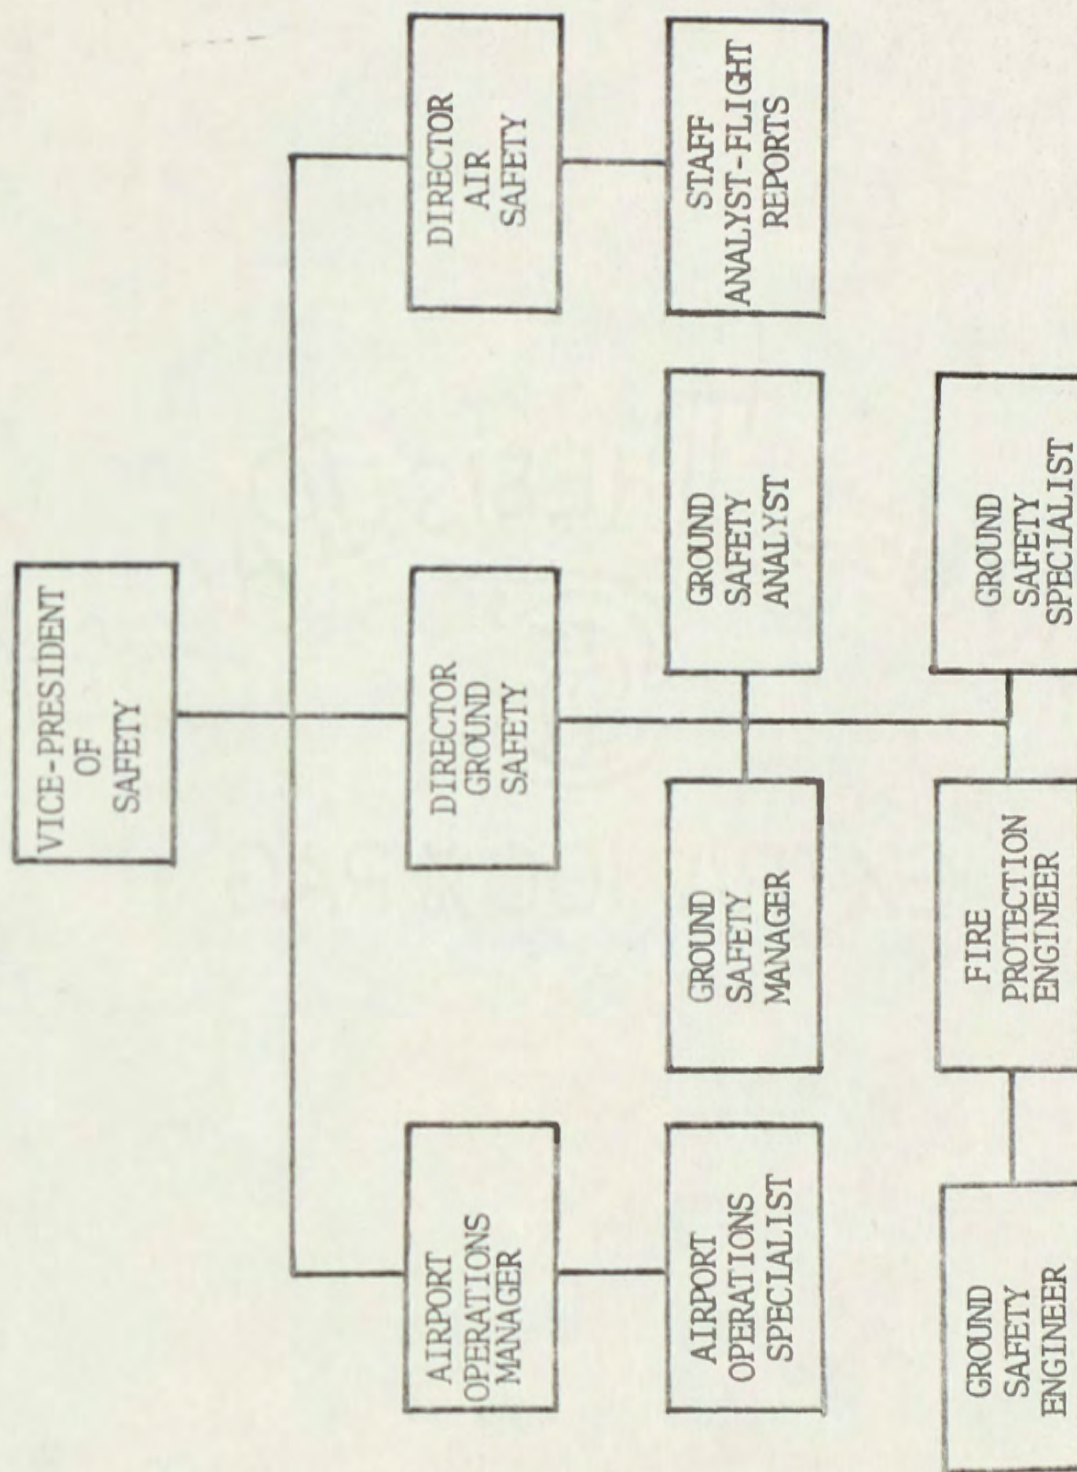 VICE-PRESIDENT
OF
SAFETY
AIRPORT
OPERATIONS
MANAGER
DIRECTOR
GROUND
SAFETY
DIRECTOR
AIR
SAFETY
AIRPORT
OPERATIONS
SPECIALIST
GROUND
SAFETY
MANAGER
GROUND
SAFETY
ANALYST
STAFF
ANALYST-FLIGHT
REPORTS
GROUND
SAFETY
ENGINEER
FIRE
PROTECTION
ENGINEER
GROUND
SAFETY
SPECIALIST